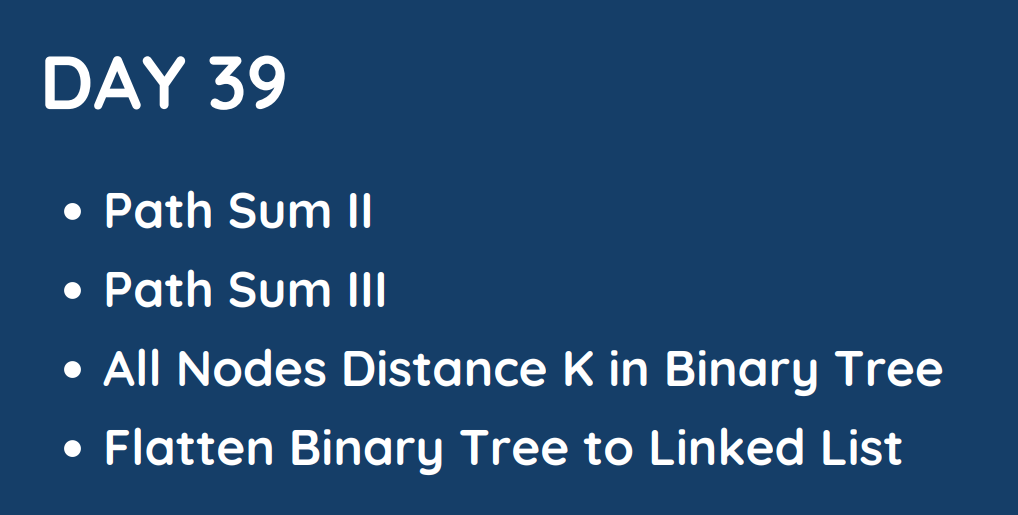 DAY 39
• Path Sum II
• Path Sum III
• All Nodes Distance K in Binary Tree
• Flatten Binary Tree to Linked List